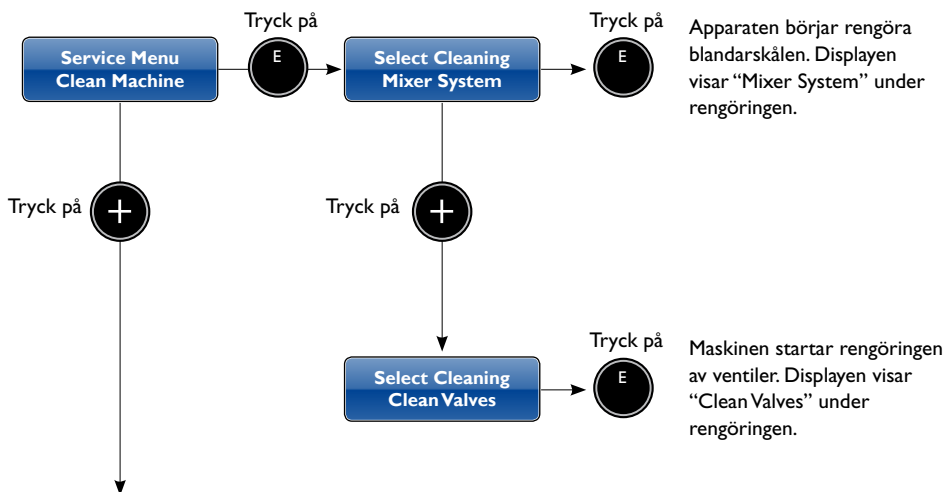 Tryck på
Tryck på
Service Menu
Clean Machine
E
Select Cleaning
Mixer System
E
Apparaten börjar rengöra
blandarskålen. Displayen
visar “Mixer System” under
rengöringen.
Tryck på
+
Tryck på
+
Tryck på
Select Cleaning
Clean Valves
E
Maskinen startar rengöringen
av ventiler. Displayen visar
“Clean Valves” under
rengöringen.